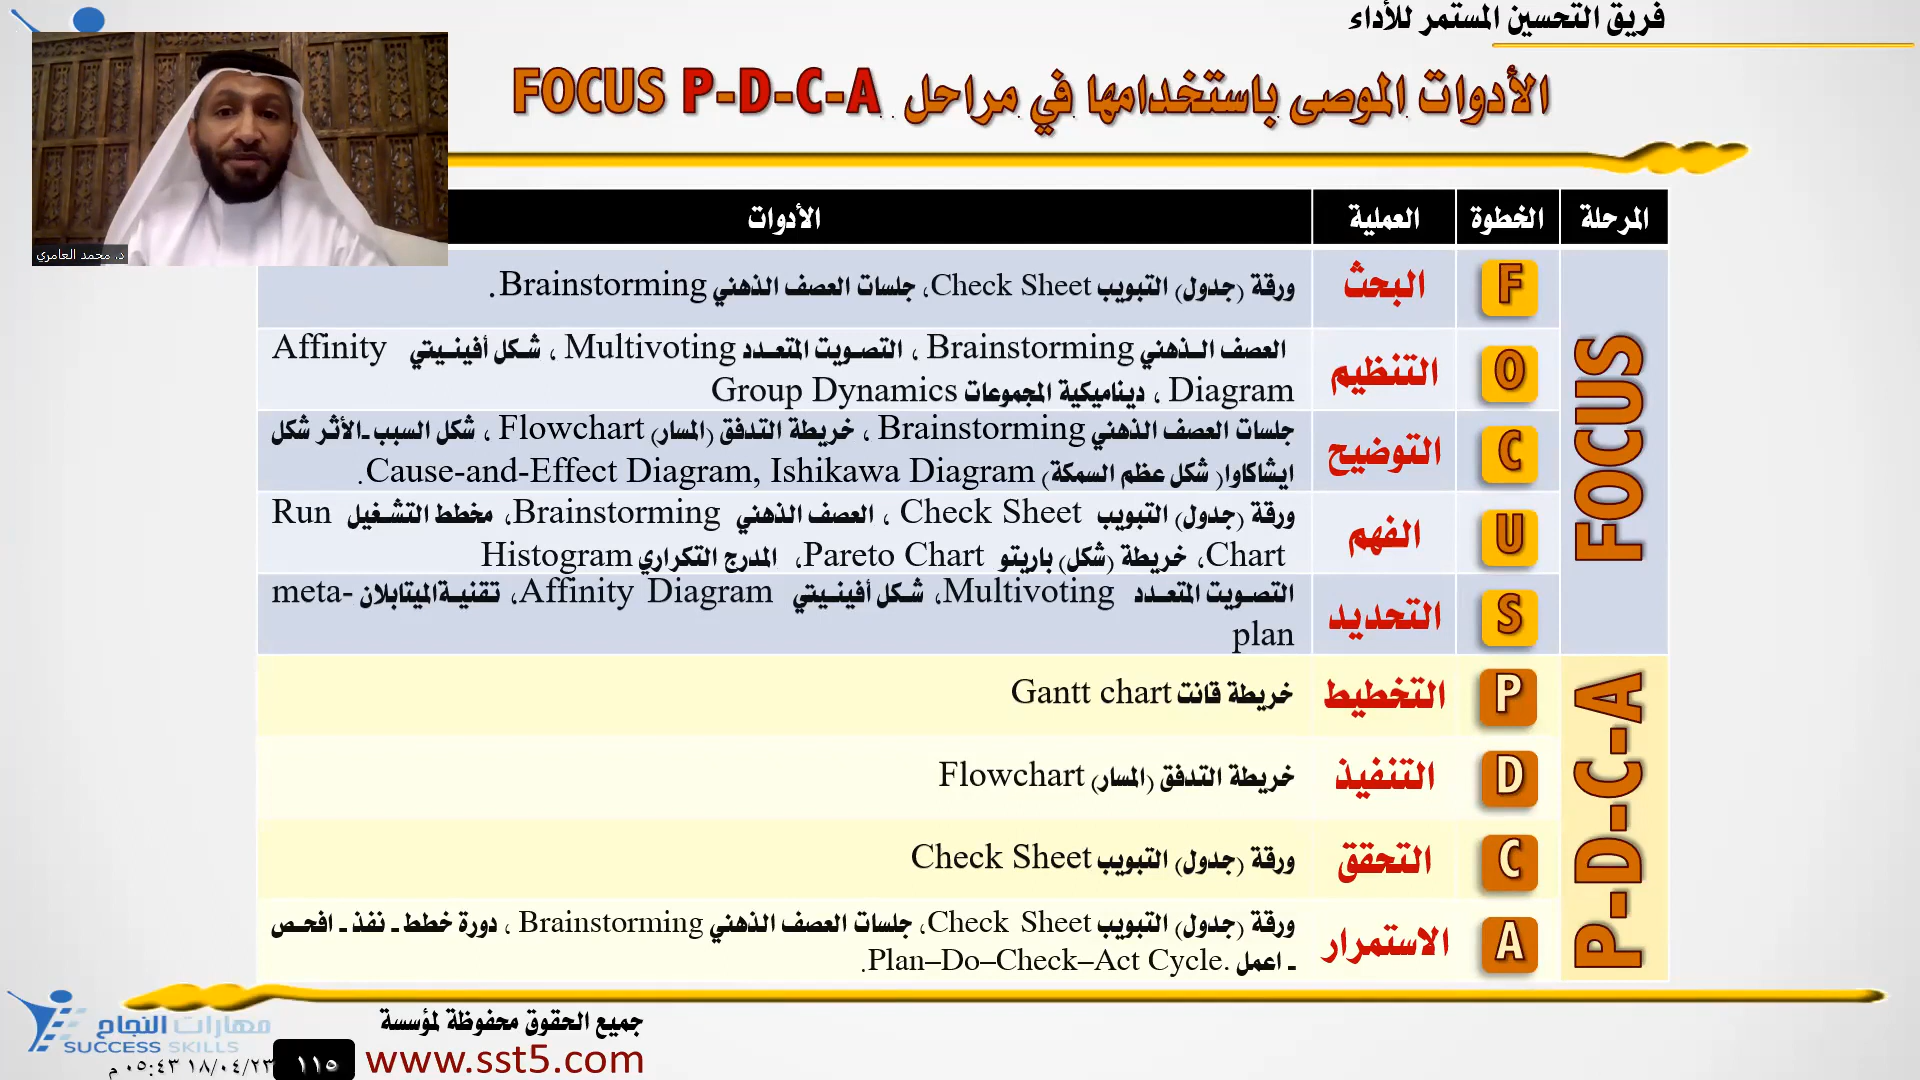 فريق التحسين المستمر للأداء
الأدوات الموصى باستخدامها في مراحل FOCUS P-D-C-A
د. محمد العامري
المرحلة الخطوة العملية الأدوات
FOCUS
F البحث ورقة (جدول) التبويب Check Sheet، جلسات العصف الذهني Brainstorming.
O التنظيم العصف الذهني Brainstorming ، التصويت المتعدد Multivoting ، شكل أفينيتي Affinity
Diagram ، ديناميكية المجموعات Group Dynamics
C التوضيح جلسات العصف الذهني Brainstorming ، خريطة التدفق (المسار) Flowchart ، شكل السبب-الأثر شكل
ايشاكاوا( شكل عظم السمكة) Cause-and-Effect Diagram, Ishikawa Diagram.
U الفهم ورقة (جدول) التبويب Check Sheet ، العصف الذهني Brainstorming، مخطط التشغيل Run
Chart، خريطة (شكل) باريتو Pareto Chart، المدرج التكراري Histogram
S التحديد التصويت المتعدد Multivoting، شكل أفينيتي Affinity Diagram، تقنيةالميتابلان meta-
plan
P-D-C-A
P التخطيط خريطة قانت Gantt chart
D التنفيذ خريطة التدفق (المسار) Flowchart
C التحقق ورقة (جدول) التبويب Check Sheet
A الاستمرار ورقة (جدول) التبويب Check Sheet، جلسات العصف الذهني Brainstorming ، دورة خطط - نفذ - افحص
- اعمل .Plan–Do–Check–Act Cycle.
جميع الحقوق محفوظة لمؤسسة
www.sst5.com
مهارات النجاح
SUCCESS SKILLS
١١٥
١٨/٠٤/٢٣ ٠٥:٤٣ م